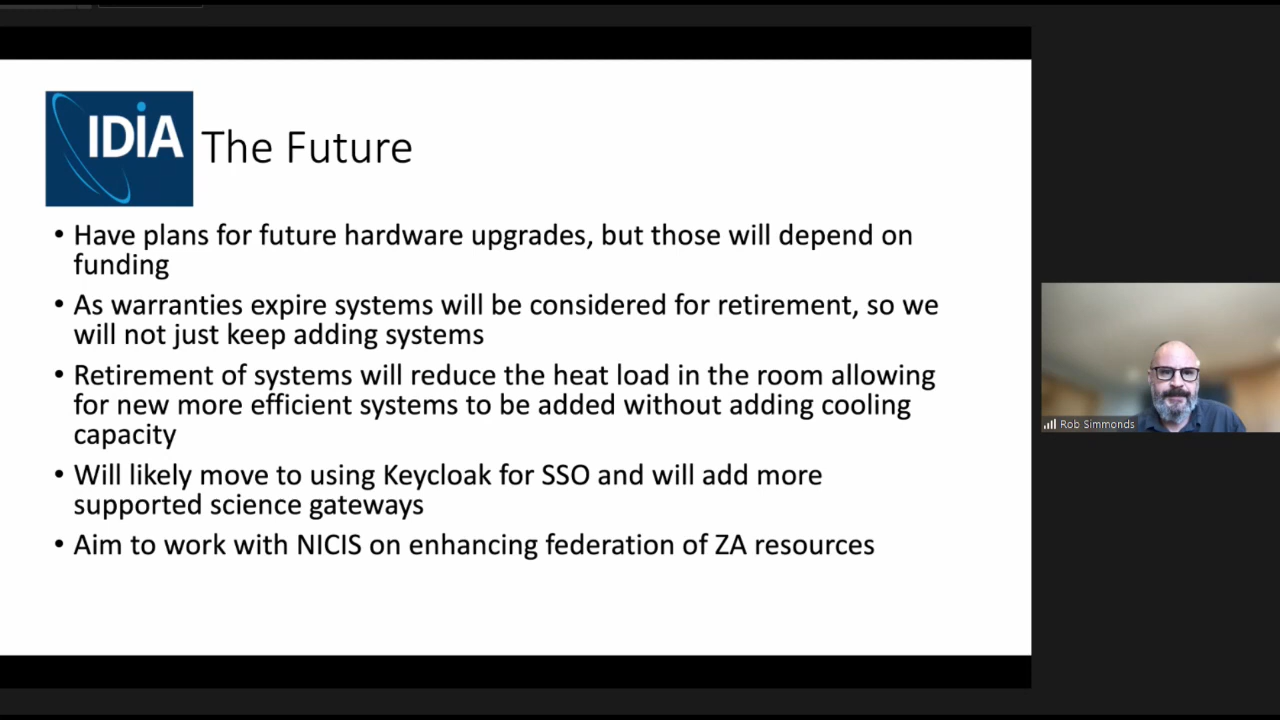 IDiA
The Future
• Have plans for future hardware upgrades, but those will depend on
funding
• As warranties expire systems will be considered for retirement, so we
will not just keep adding systems
• Retirement of systems will reduce the heat load in the room allowing
for new more efficient systems to be added without adding cooling
capacity
• Will likely move to using Keycloak for SSO and will add more
supported science gateways
• Aim to work with NICIS on enhancing federation of ZA resources
Rob Simmonds